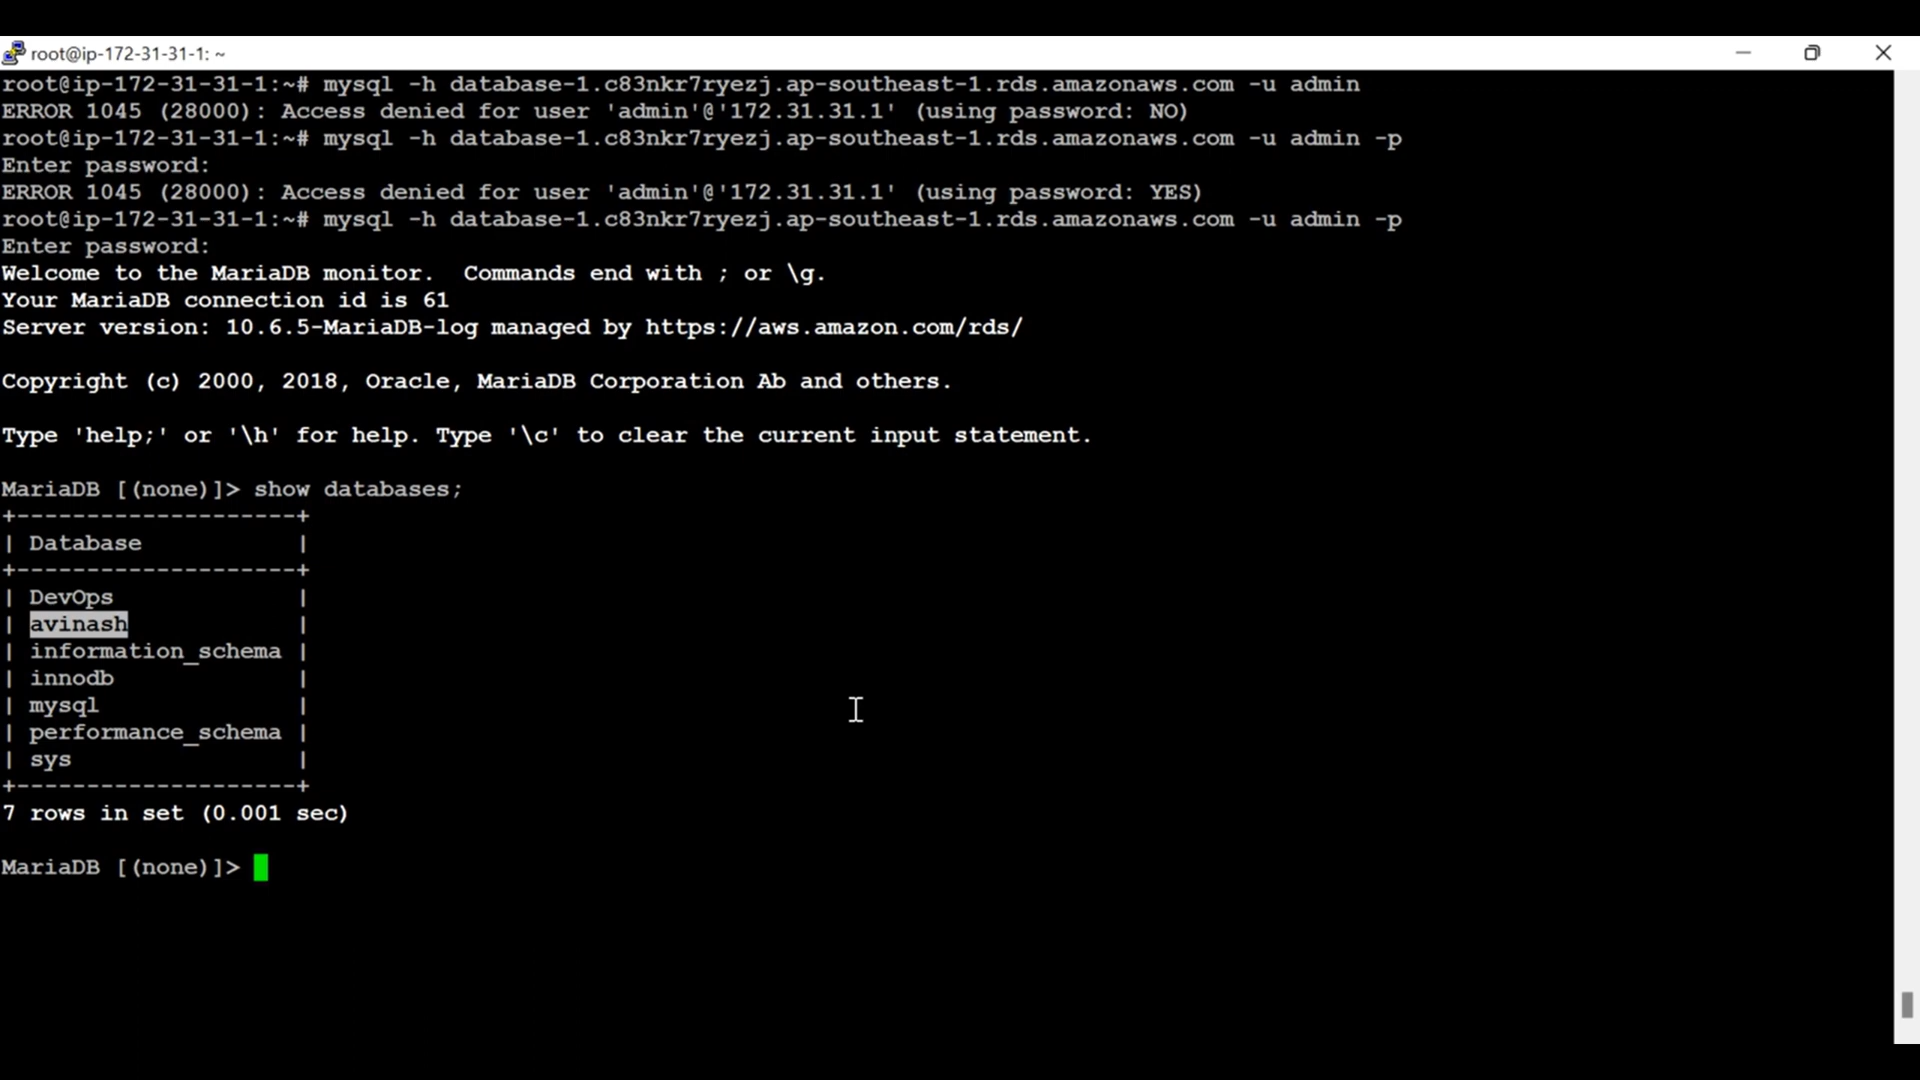 root@ip-172-31-31-1: ~
root@ip-172-31-31-1:~# mysql -h database-1.c83nkr7ryezj.ap-southeast-1.rds.amazonaws.com -u admin
ERROR 1045 (28000): Access denied for user 'admin'@'172.31.31.1' (using password: NO)
root@ip-172-31-31-1:~# mysql -h database-1.c83nkr7ryezj.ap-southeast-1.rds.amazonaws.com -u admin -p
Enter password:
ERROR 1045 (28000): Access denied for user 'admin'@'172.31.31.1' (using password: YES)
root@ip-172-31-31-1:~# mysql -h database-1.c83nkr7ryezj.ap-southeast-1.rds.amazonaws.com -u admin -p
Enter password:
Welcome to the MariaDB monitor.  Commands end with ; or \g.
Your MariaDB connection id is 61
Server version: 10.6.5-MariaDB-log managed by https://aws.amazon.com/rds/
Copyright (c) 2000, 2018, Oracle, MariaDB Corporation Ab and others.
Type 'help;' or '\h' for help. Type '\c' to clear the current input statement.
MariaDB [(none)]> show databases;
+--------------------+
| Database           |
+--------------------+
| DevOps             |
| avinash            |
| information_schema |
| innodb             |
| mysql              |
| performance_schema |
| sys                |
+--------------------+
7 rows in set (0.001 sec)
MariaDB [(none)]>